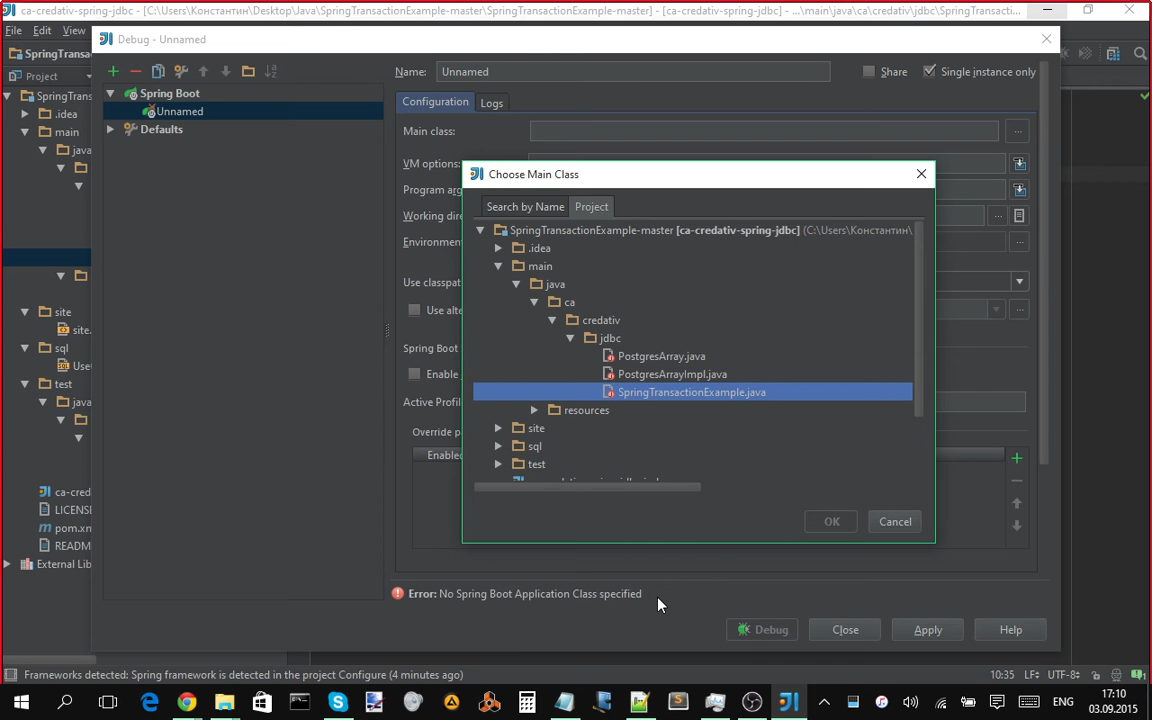 ca-credativ-spring-jdbc - [C:\Users\Константин\Desktop\Java\SpringTransactionExample-master\SpringTransactionExample-master] - [ca-credativ-spring-jdbc] - ...\main\java\ca\credativ\jdbc\SpringTransacti...
File Edit View
Debug - Unnamed
SpringTransa
Project
SpringTrans
.idea
main
java
site
site.
sql
Use
test
java
ca-cred
LICENS
pom.xn
READM
External Lib
Spring Boot
Unnamed
Defaults
Name: Unnamed
Share
Single instance only
Configuration Logs
Main class:
VM options:
Program arg
Working dire
Environmen
Use classpat
Use alte
Spring Boot
Enable
Active Profil
Override p
Enabled
Choose Main Class
Search by Name Project
SpringTransactionExample-master [ca-credativ-spring-jdbc] (C:\Users\Константин\
.idea
main
java
ca
credativ
jdbc
PostgresArray.java
PostgresArrayImpl.java
SpringTransactionExample.java
resources
site
sql
test
OK Cancel
Error: No Spring Boot Application Class specified
Debug Close Apply Help
Frameworks detected: Spring framework is detected in the project Configure (4 minutes ago)
10:35 LF÷ UTF-8÷
ENG
17:10
03.09.2015